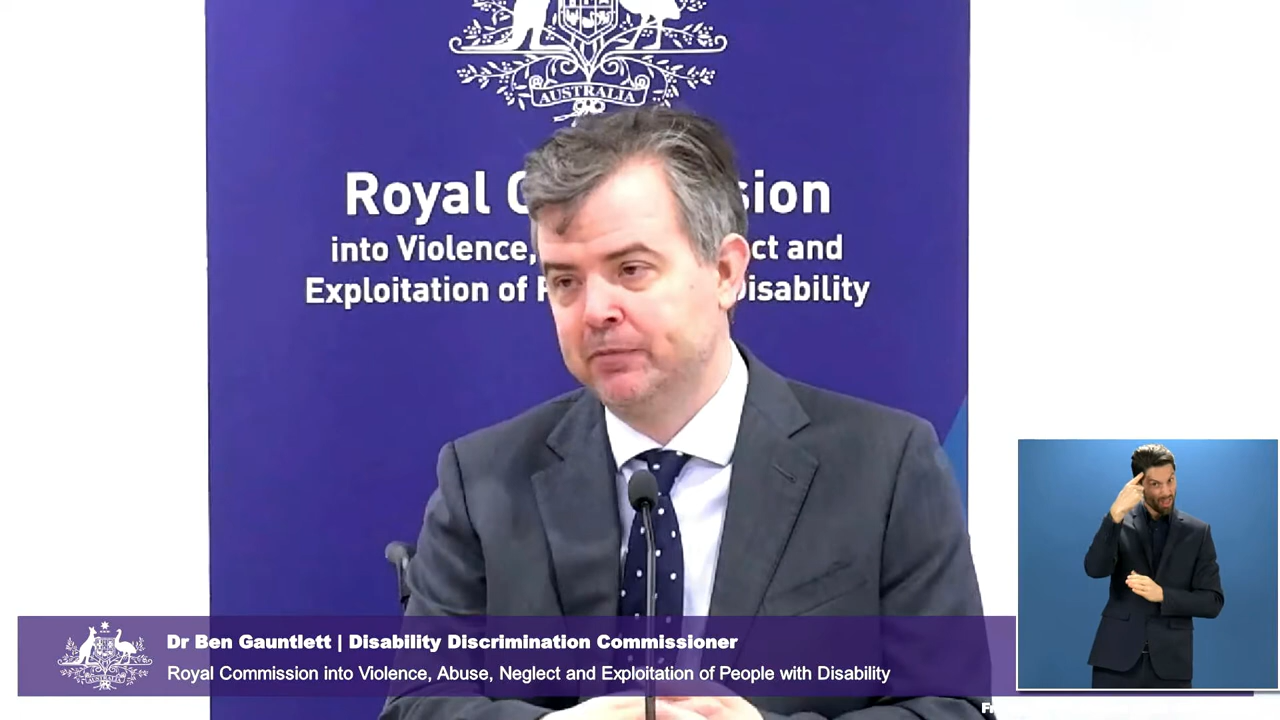 AUSTRALIA
Royal C sion
into Violence, ct and
Exploitation of P Disability
Dr Ben Gauntlett | Disability Discrimination Commissioner
Royal Commission into Violence, Abuse, Neglect and Exploitation of People with Disability